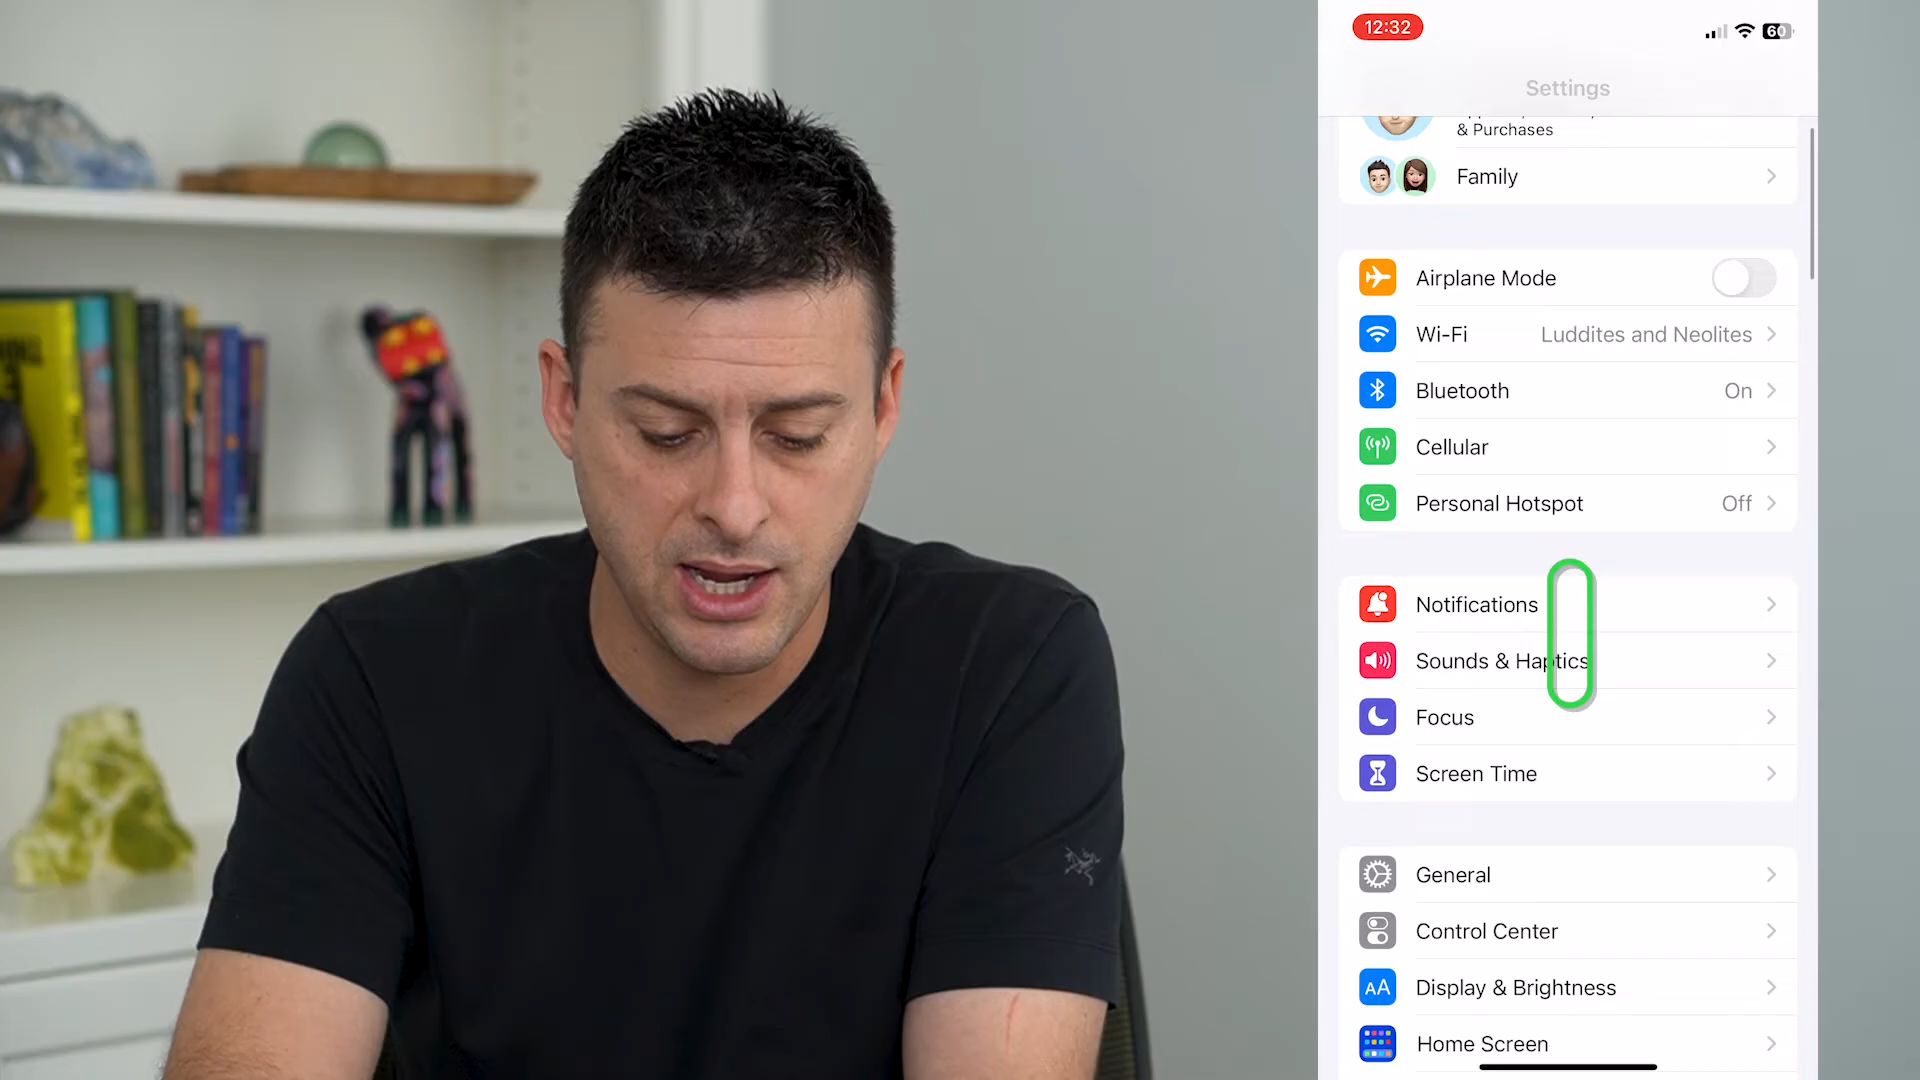 12:32
60
Settings
& Purchases
Family
Airplane Mode
Wi-Fi Luddites and Neolites
Bluetooth On
Cellular
Personal Hotspot Off
Notifications
Sounds & Haptics
Focus
Screen Time
General
Control Center
AA Display & Brightness
Home Screen